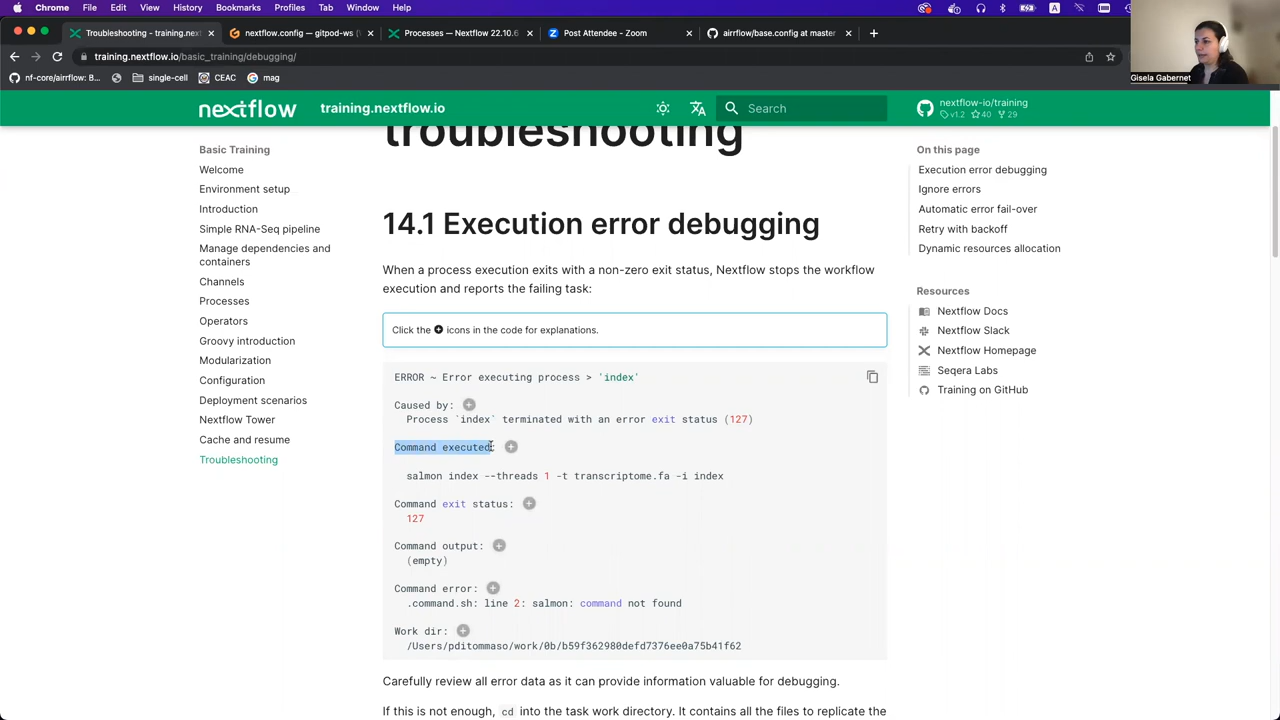 Chrome File Edit View History Bookmarks Profiles Tab Window Help
Troubleshooting - training.next
nextflow.config — gitpod-ws (W
Processes — Nextflow 22.10.6
Post Attendee - Zoom
airrflow/base.config at master
training.nextflow.io/basic_training/debugging/
nf-core/airrflow: B...
single-cell
CEAC
mag
Gisela Gabernet
nextflow
training.nextflow.io
Search
nextflow-io/training
v1.2 40 29
Basic Training
Welcome
Environment setup
Introduction
Simple RNA-Seq pipeline
Manage dependencies and
containers
Channels
Processes
Operators
Groovy introduction
Modularization
Configuration
Deployment scenarios
Nextflow Tower
Cache and resume
Troubleshooting
troubleshooting
14.1 Execution error debugging
When a process execution exits with a non-zero exit status, Nextflow stops the workflow
execution and reports the failing task:
Click the icons in the code for explanations.
ERROR ~ Error executing process > 'index'
Caused by:
Process `index` terminated with an error exit status (127)
Command executed:
salmon index --threads 1 -t transcriptome.fa -i index
Command exit status:
127
Command output:
(empty)
Command error:
.command.sh: line 2: salmon: command not found
Work dir:
/Users/pditommaso/work/0b/b59f362980defd7376ee0a75b41f62
Carefully review all error data as it can provide information valuable for debugging.
If this is not enough, cd into the task work directory. It contains all the files to replicate the
On this page
Execution error debugging
Ignore errors
Automatic error fail-over
Retry with backoff
Dynamic resources allocation
Resources
Nextflow Docs
Nextflow Slack
Nextflow Homepage
Seqera Labs
Training on GitHub